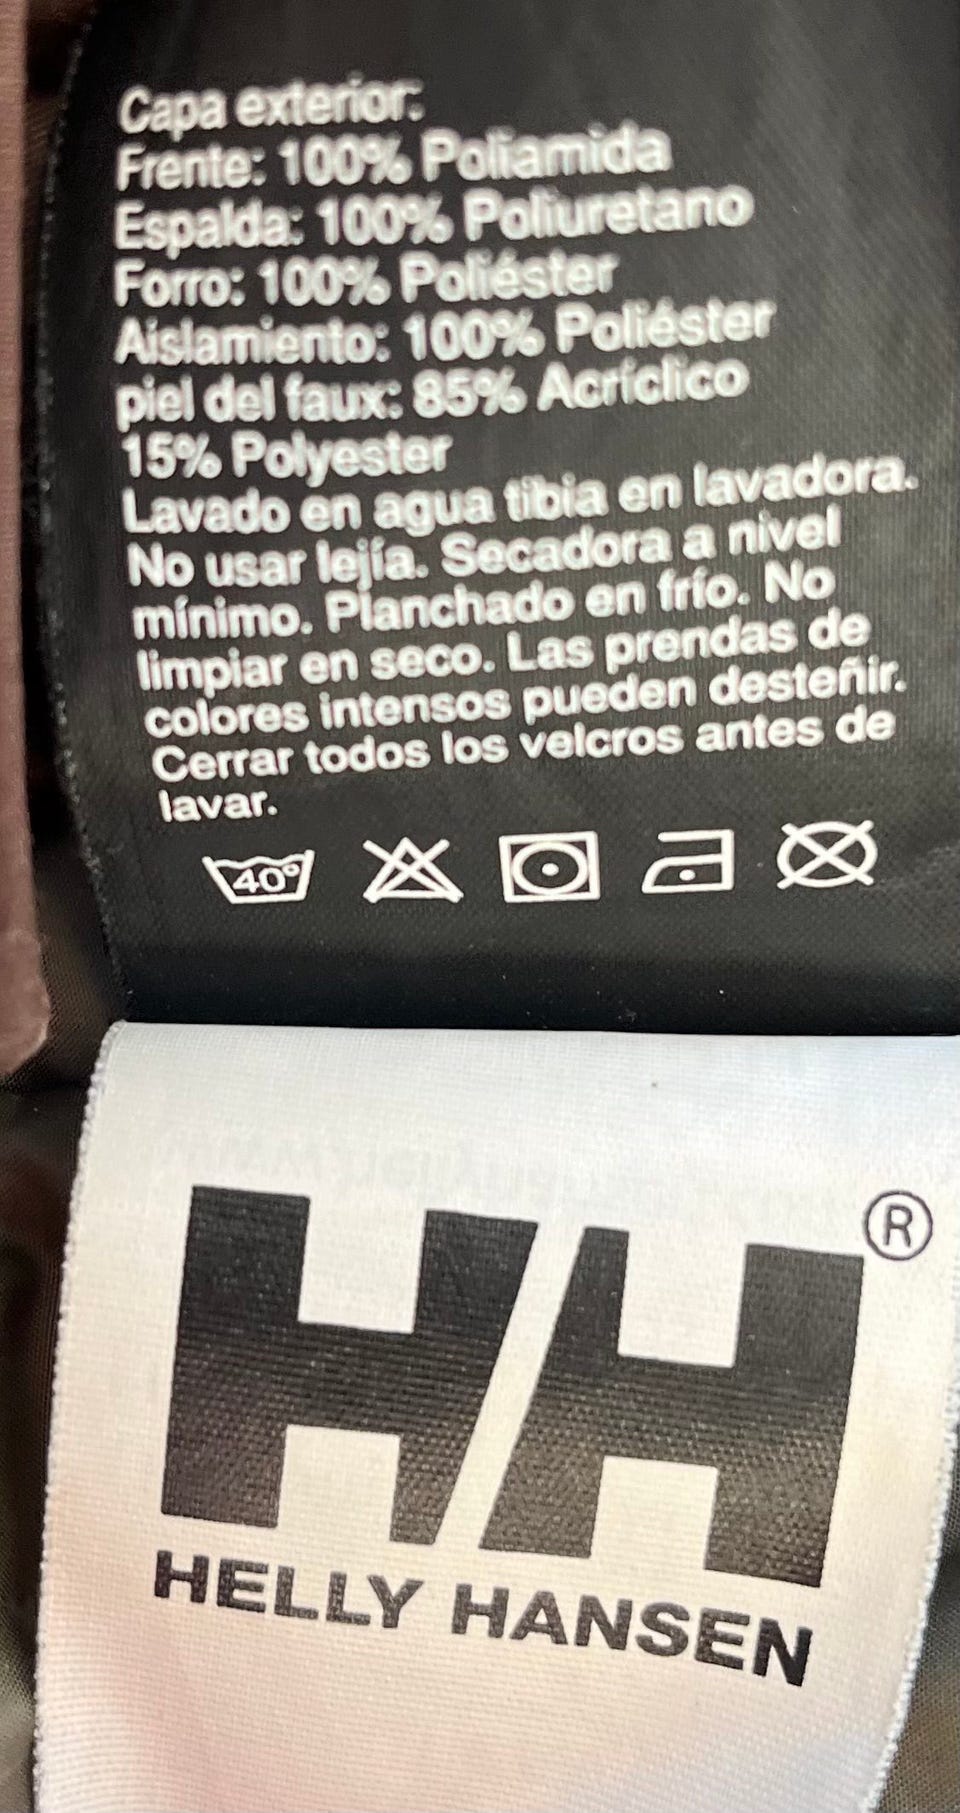 Capa exterior:
Frente: 100% Poliamida
Espalda: 100% Poliuretano
Forro: 100% Poliéster
Aislamiento: 100% Poliéster
piel del faux: 85% Acríclico
15% Polyester
Lavado en agua tibia en lavadora.
No usar lejía. Secadora a nivel
mínimo. Planchado en frío. No
limpiar en seco. Las prendas de
colores intensos pueden desteñir.
Cerrar todos los velcros antes de
lavar.
40°
HH ®
HELLY HANSEN